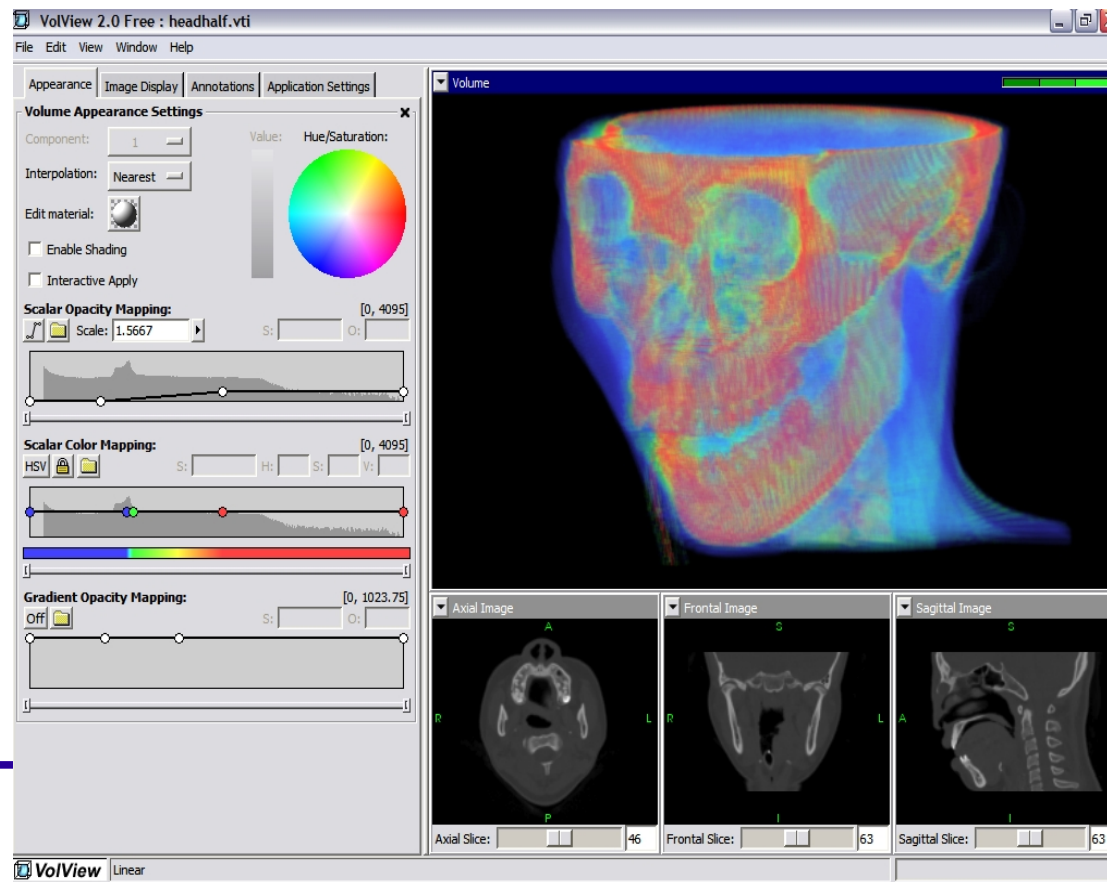 VolView 2.0 Free : headhalf.vti
File Edit View Window Help
Appearance Image Display Annotations Application Settings
Volume Appearance Settings
Component: 1 Value: Hue/Saturation:
Interpolation: Nearest
Edit material:
Enable Shading
Interactive Apply
Scalar Opacity Mapping: [0, 4095]
Scale: 1.5667 S: O:
Scalar Color Mapping: [0, 4095]
HSV S: H: S: V:
Gradient Opacity Mapping: [0, 1023.75]
Off S: O:
Volume
Axial Image
A
R L
P
Axial Slice: 46
Frontal Image
S
R L
I
Frontal Slice: 63
Sagittal Image
S
A
I
Sagittal Slice: 63
VolView Linear